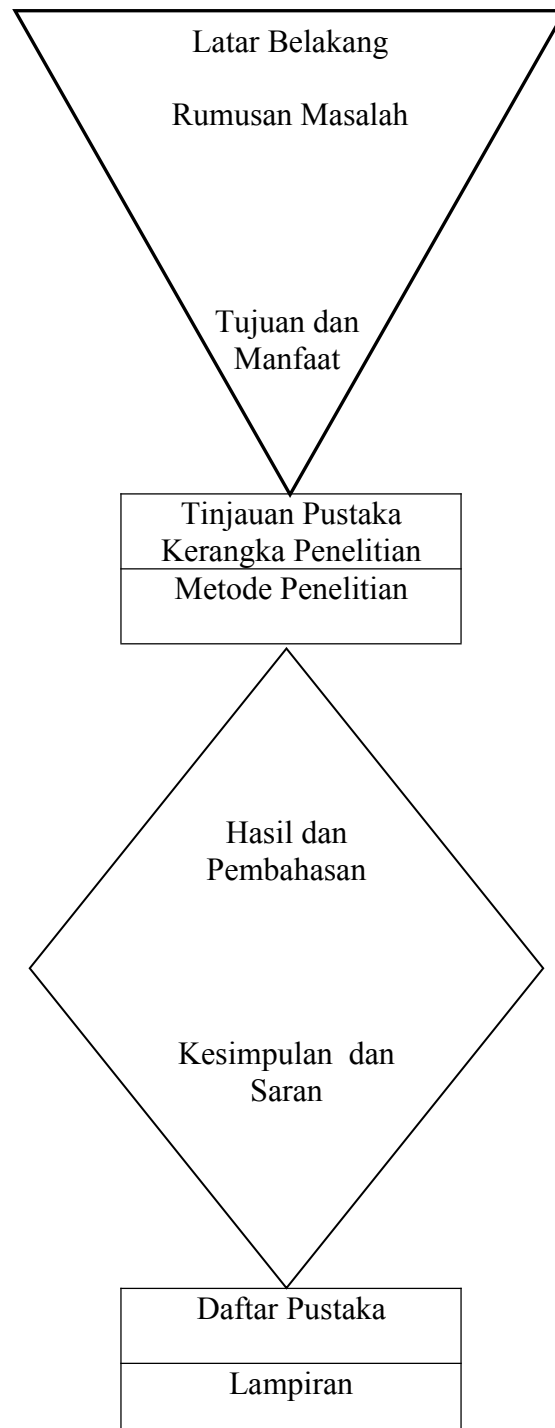 Latar Belakang
Rumusan Masalah
Tujuan dan
Manfaat
Tinjauan Pustaka
Kerangka Penelitian
Metode Penelitian
Hasil dan
Pembahasan
Kesimpulan  dan
Saran
Daftar Pustaka
Lampiran